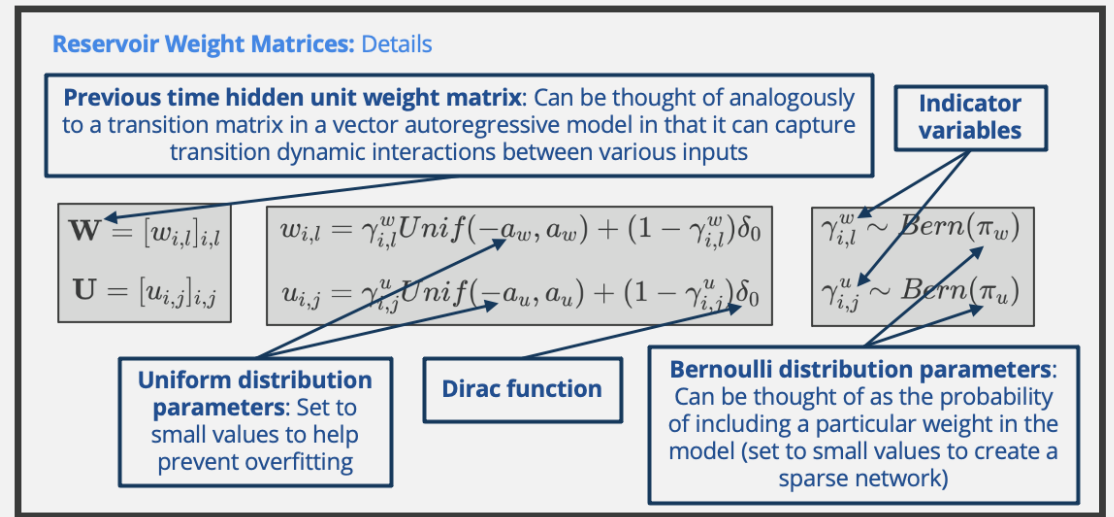 Reservoir Weight Matrices: Details
Previous time hidden unit weight matrix: Can be thought of analogously
to a transition matrix in a vector autoregressive model in that it can capture
transition dynamic interactions between various inputs
Indicator
variables
W = [w_{i,l}]_{i,l}
U = [u_{i,j}]_{i,j}
w_{i,l} = γ^w_{i,l} Unif(−a_w, a_w) + (1 − γ^w_{i,l})δ_0
u_{i,j} = γ^u_{i,j} Unif(−a_u, a_u) + (1 − γ^u_{i,j})δ_0
γ^w_{i,l} ∼ Bern(π_w)
γ^u_{i,j} ∼ Bern(π_u)
Uniform distribution
parameters: Set to
small values to help
prevent overfitting
Dirac function
Bernoulli distribution parameters:
Can be thought of as the probability
of including a particular weight in the
model (set to small values to create a
sparse network)